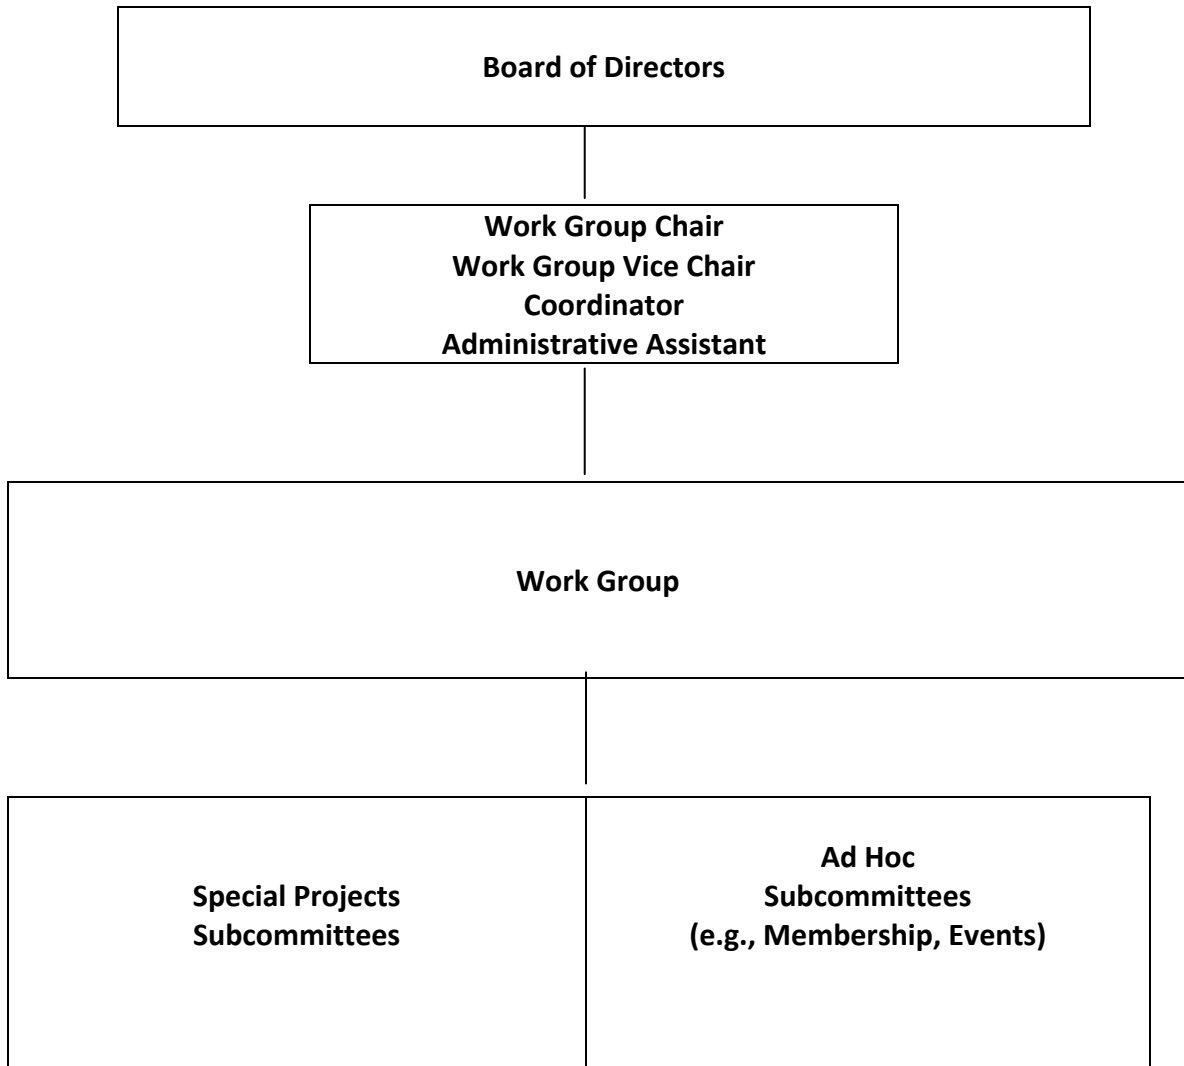 Board of Directors
Work Group Chair
Work Group Vice Chair
Coordinator
Administrative Assistant
Work Group
Special Projects
Subcommittees
Ad Hoc
Subcommittees
(e.g., Membership, Events)